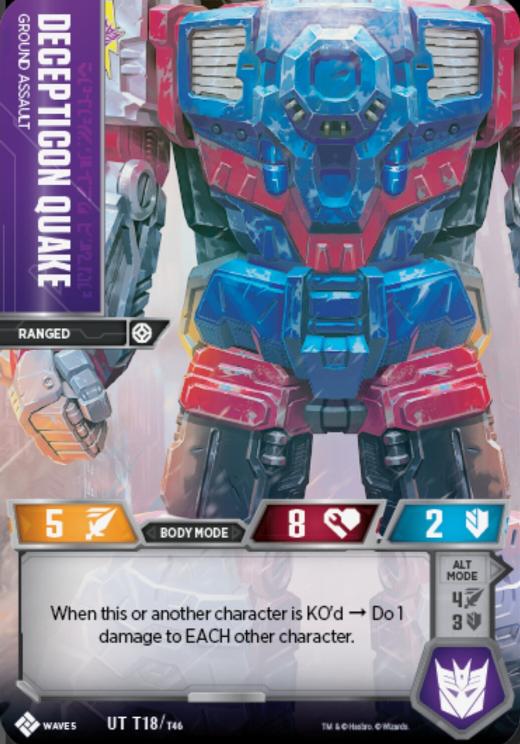 DECEPTICON QUAKE
GROUND ASSAULT
RANGED
5
BODY MODE
8
2
ALT
MODE
4
3
When this or another character is KO'd → Do 1
damage to EACH other character.
WAVE 5
UT T18/T46
TM & © Hasbro. © Wizards.